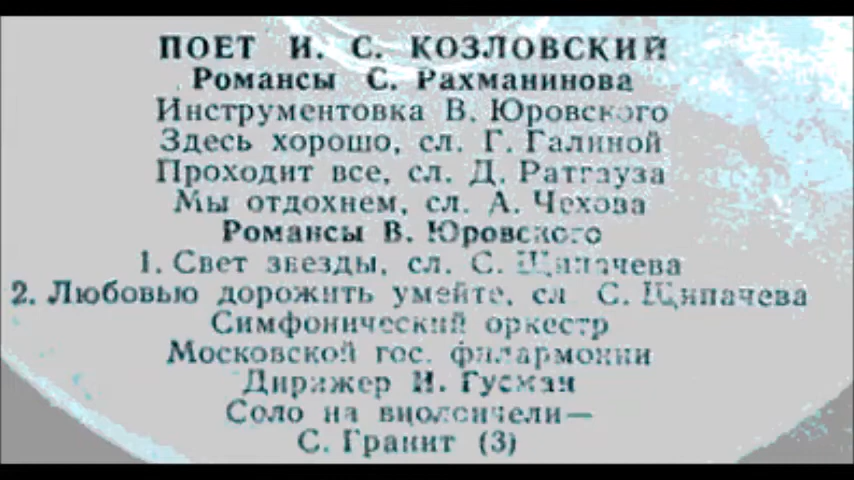 ПОЕТ И. С. КОЗЛОВСКИЙ
Романсы С. Рахманинова
Инструментовка В. Юровского
Здесь хорошо, сл. Г. Галиной
Проходит все, сл. Д. Ратгауза
Мы отдохнем, сл. А. Чехова
Романсы В. Юровского
1. Свет звезды, сл. С. Щипачева
2. Любовью дорожить умейте, сл С. Щипачева
Симфонический оркестр
Московской гос. филармонии
Дирижер И. Гусман
Соло на виолончели—
С. Гранит (3)